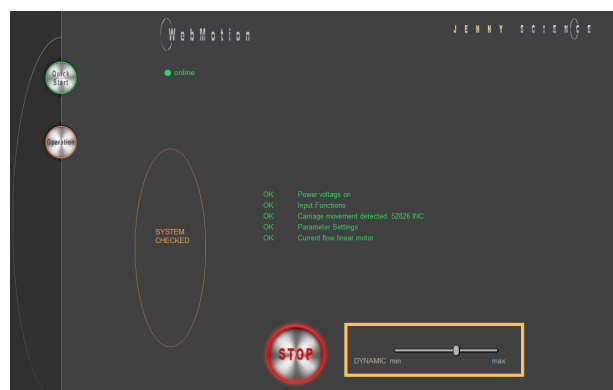 WebMotion
JENNY SCIENCE
Quick
Start
online
Operation
OK Power voltage on
OK Input Functions
OK Carriage movement detected: 52826 INC
OK Parameter Settings
OK Current flow linear motor
SYSTEM
CHECKED
STOP
DYNAMIC min max